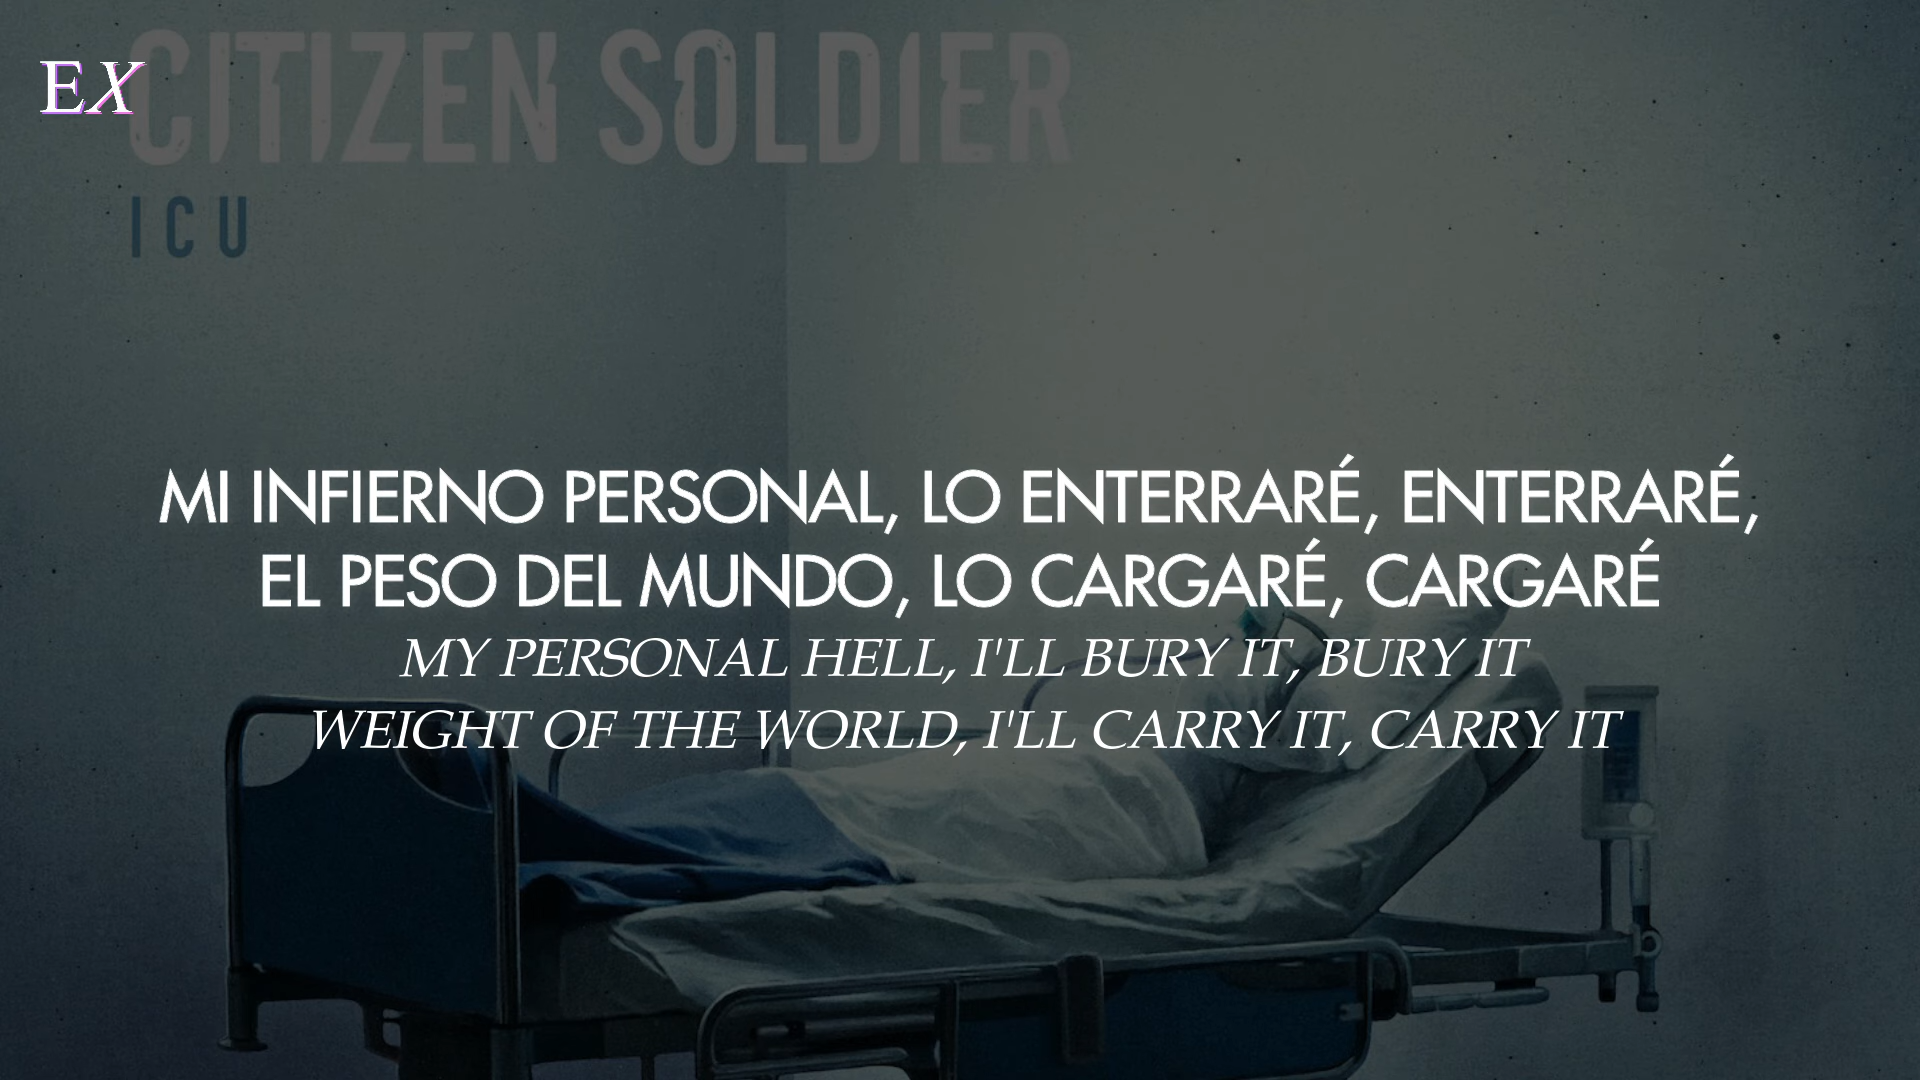 CITIZEN SOLDIER
EX
ICU
MI INFIERNO PERSONAL, LO ENTERRARÉ, ENTERRARÉ,
EL PESO DEL MUNDO, LO CARGARÉ, CARGARÉ
MY PERSONAL HELL, I'LL BURY IT, BURY IT
WEIGHT OF THE WORLD, I'LL CARRY IT, CARRY IT